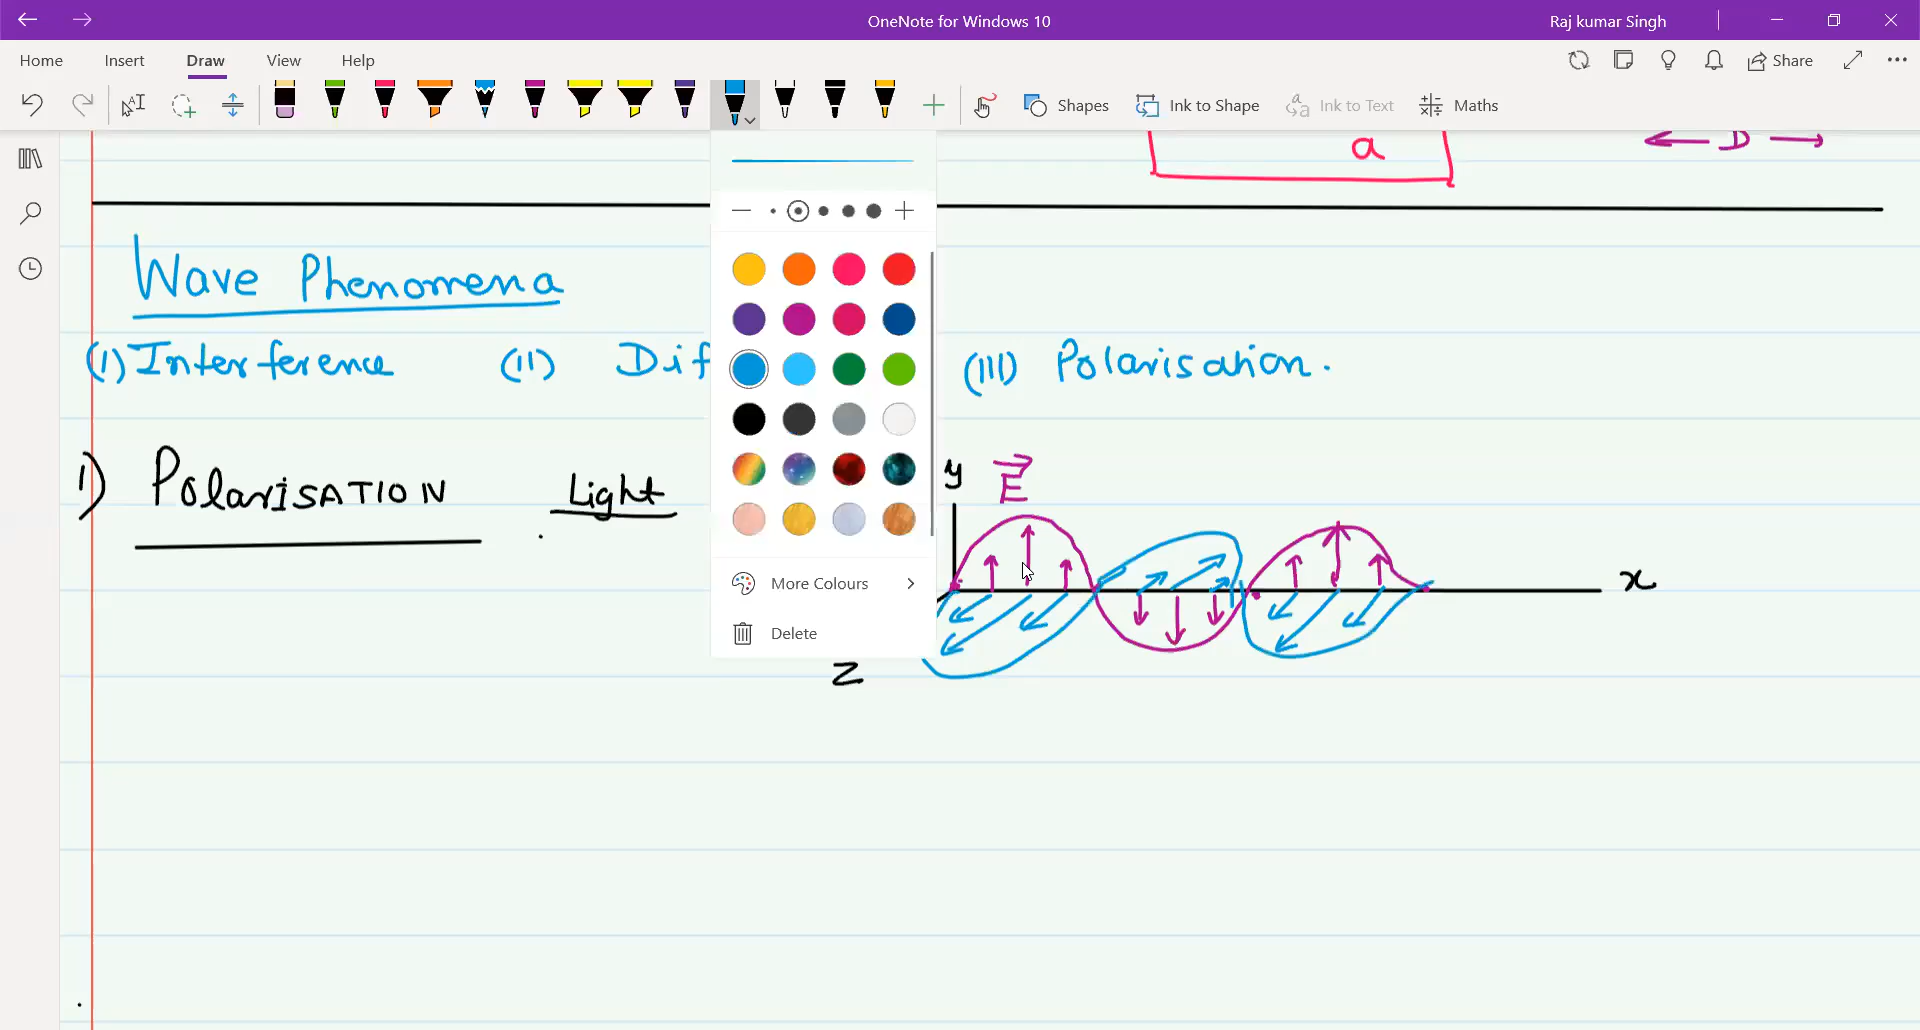 OneNote for Windows 10
Raj kumar Singh
Home Insert Draw View Help
Share
Shapes Ink to Shape Ink to Text Maths
a
← D →
Wave Phenomena
(I) Interference (II) Dif (III) Polarisation.
1) POLARISATION Light
y E⃗
x
z
More Colours
Delete